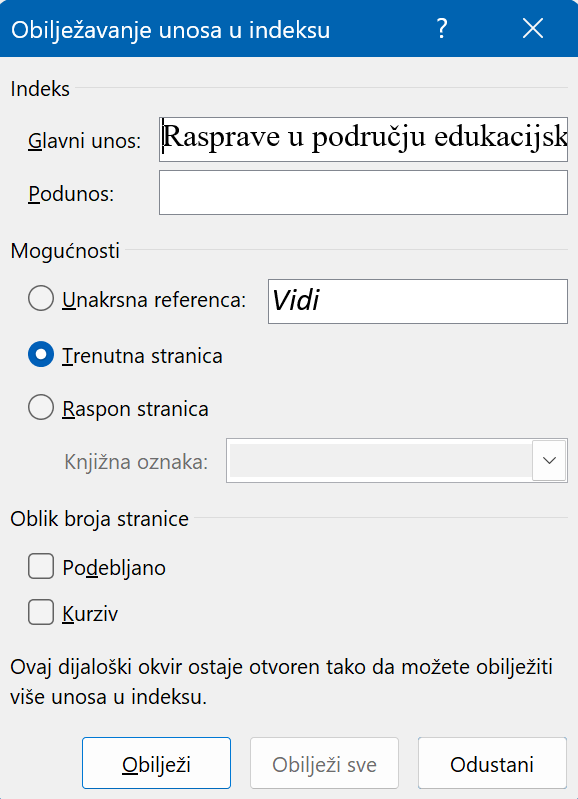 Obilježavanje unosa u indeksu ?
Indeks
Glavni unos: Rasprave u području edukacijsk
Podunos:
Mogućnosti
Unakrsna referenca: Vidi
Trenutna stranica
Raspon stranica
Knjižna oznaka:
Oblik broja stranice
Podebljano
Kurziv
Ovaj dijaloški okvir ostaje otvoren tako da možete obilježiti
više unosa u indeksu.
Obilježi Obilježi sve Odustani